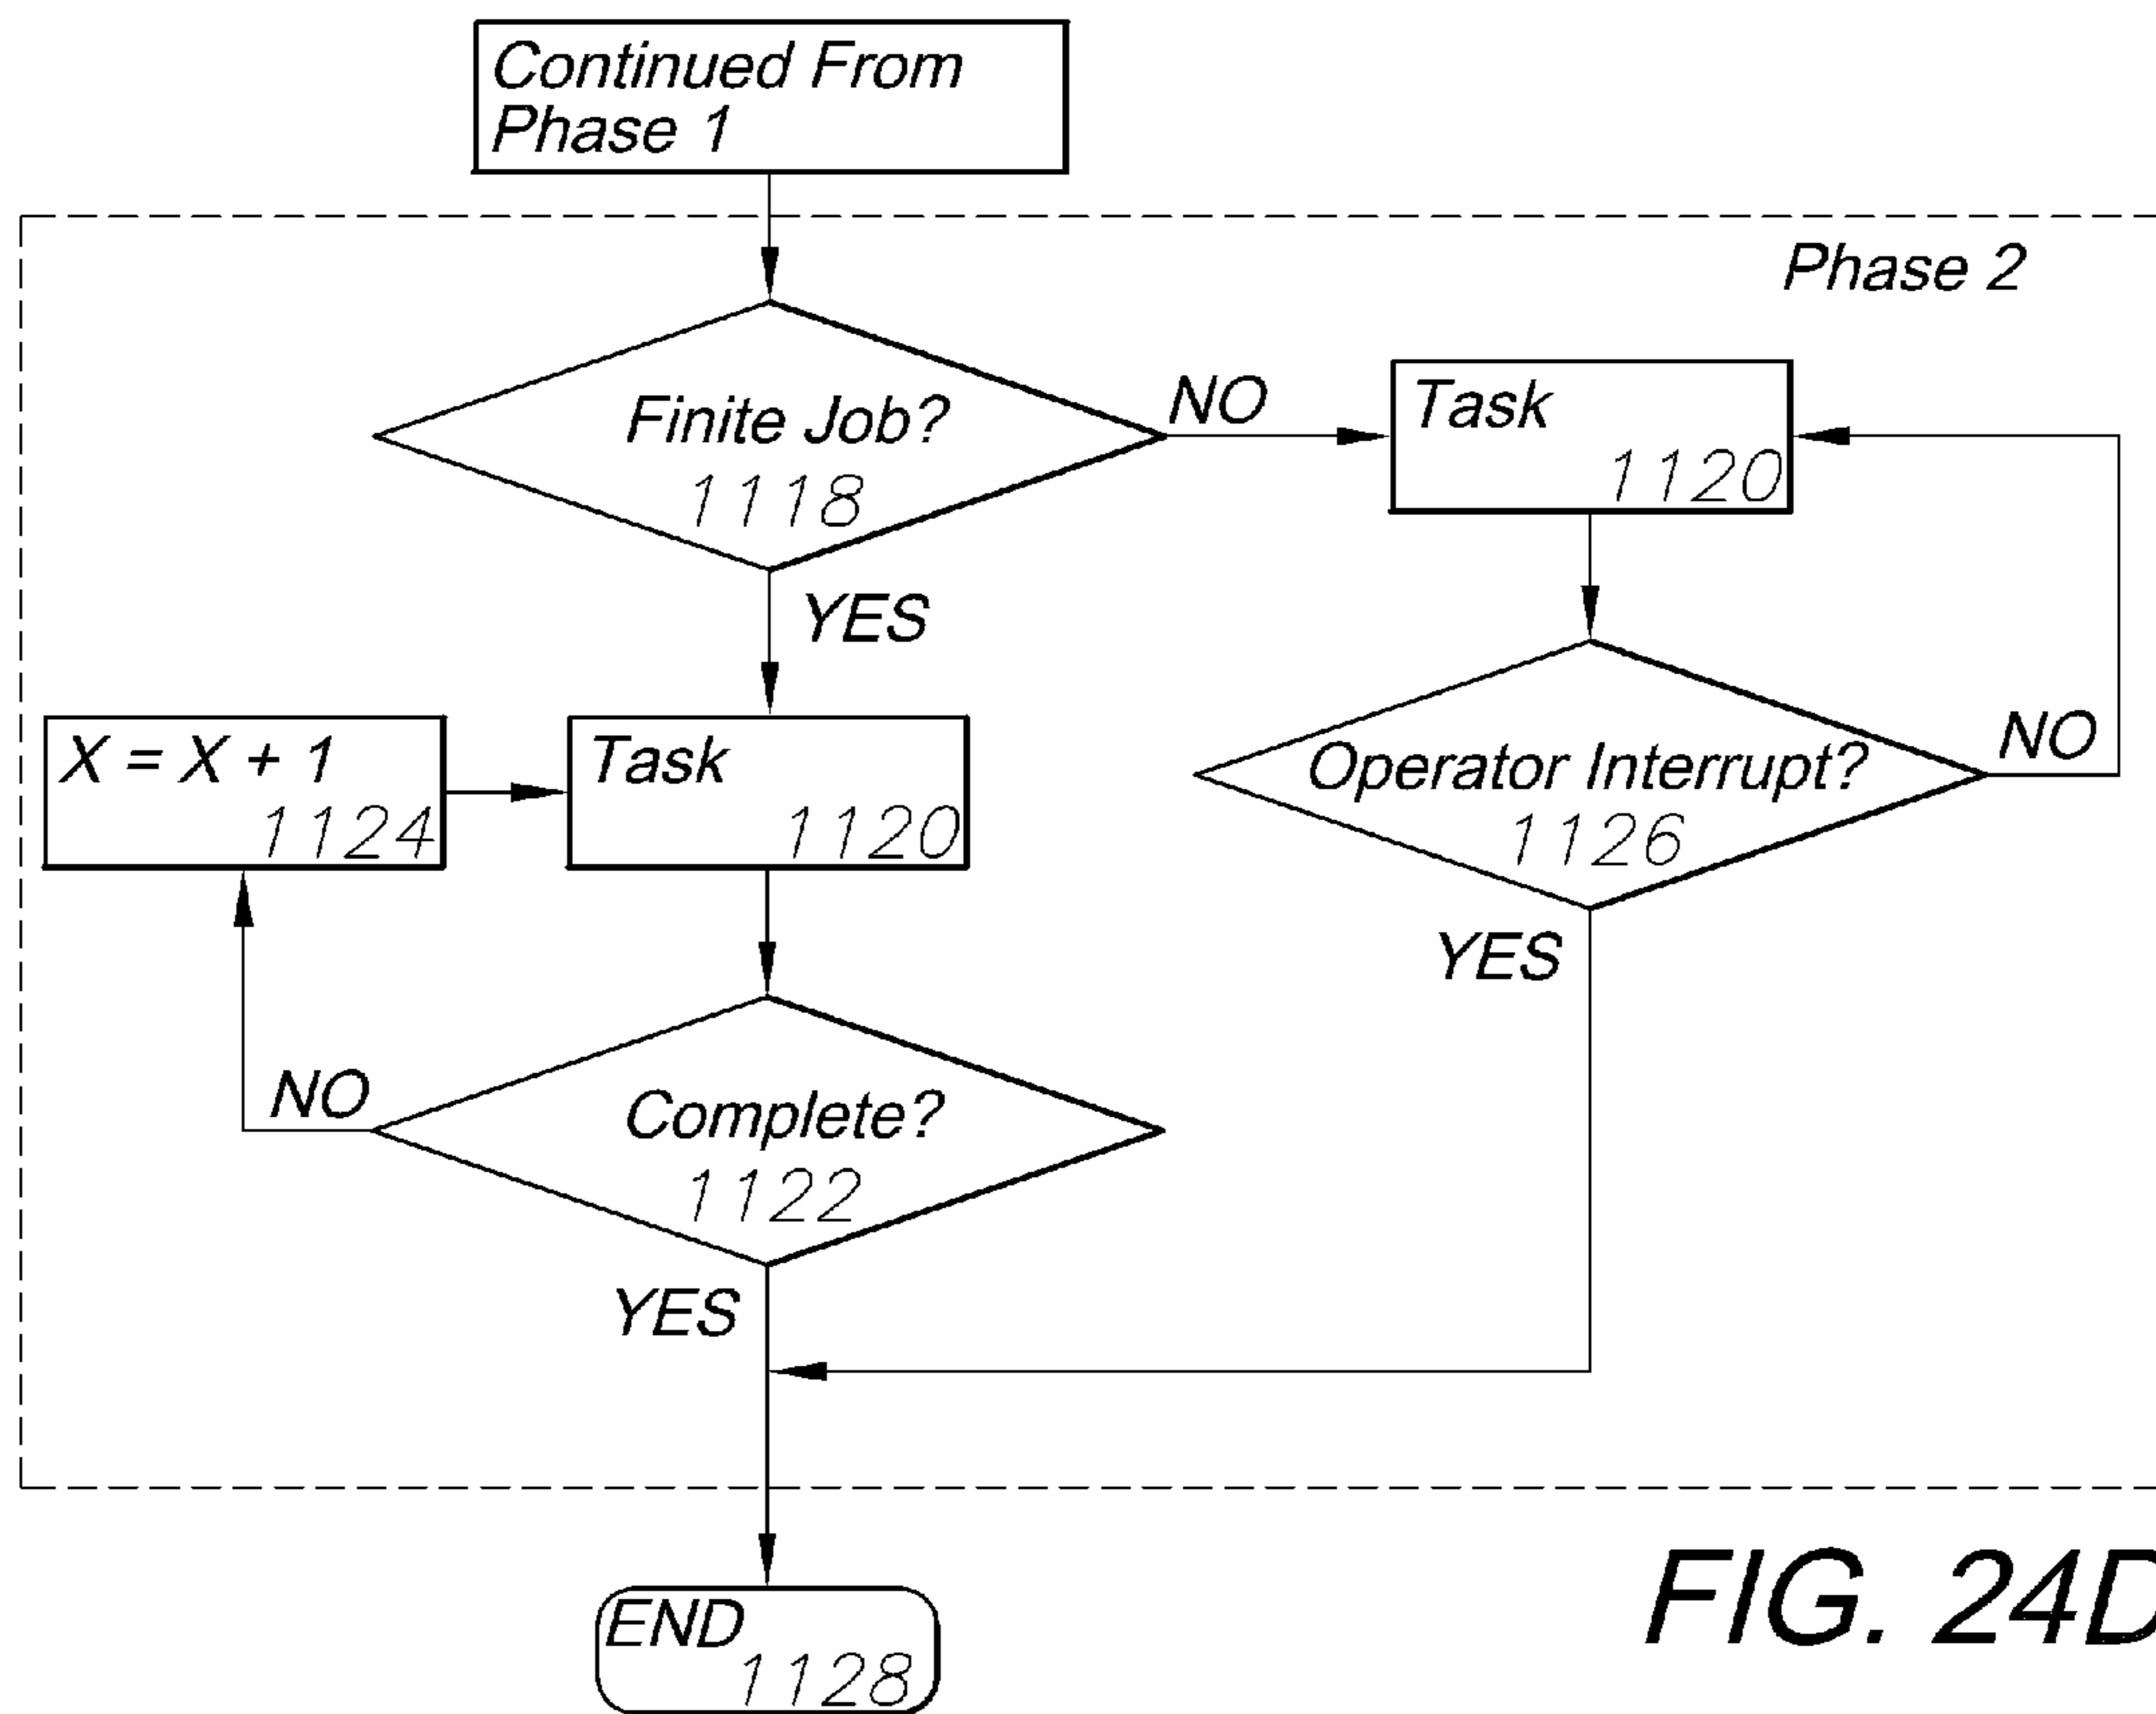 Continued From
Phase 1
Phase 2
Finite Job?
1118
NO
Task
1120
YES
X = X + 1
1124
Task
1120
Operator Interrupt?
1126
NO
YES
NO
Complete?
1122
YES
END
1128
FIG. 24D